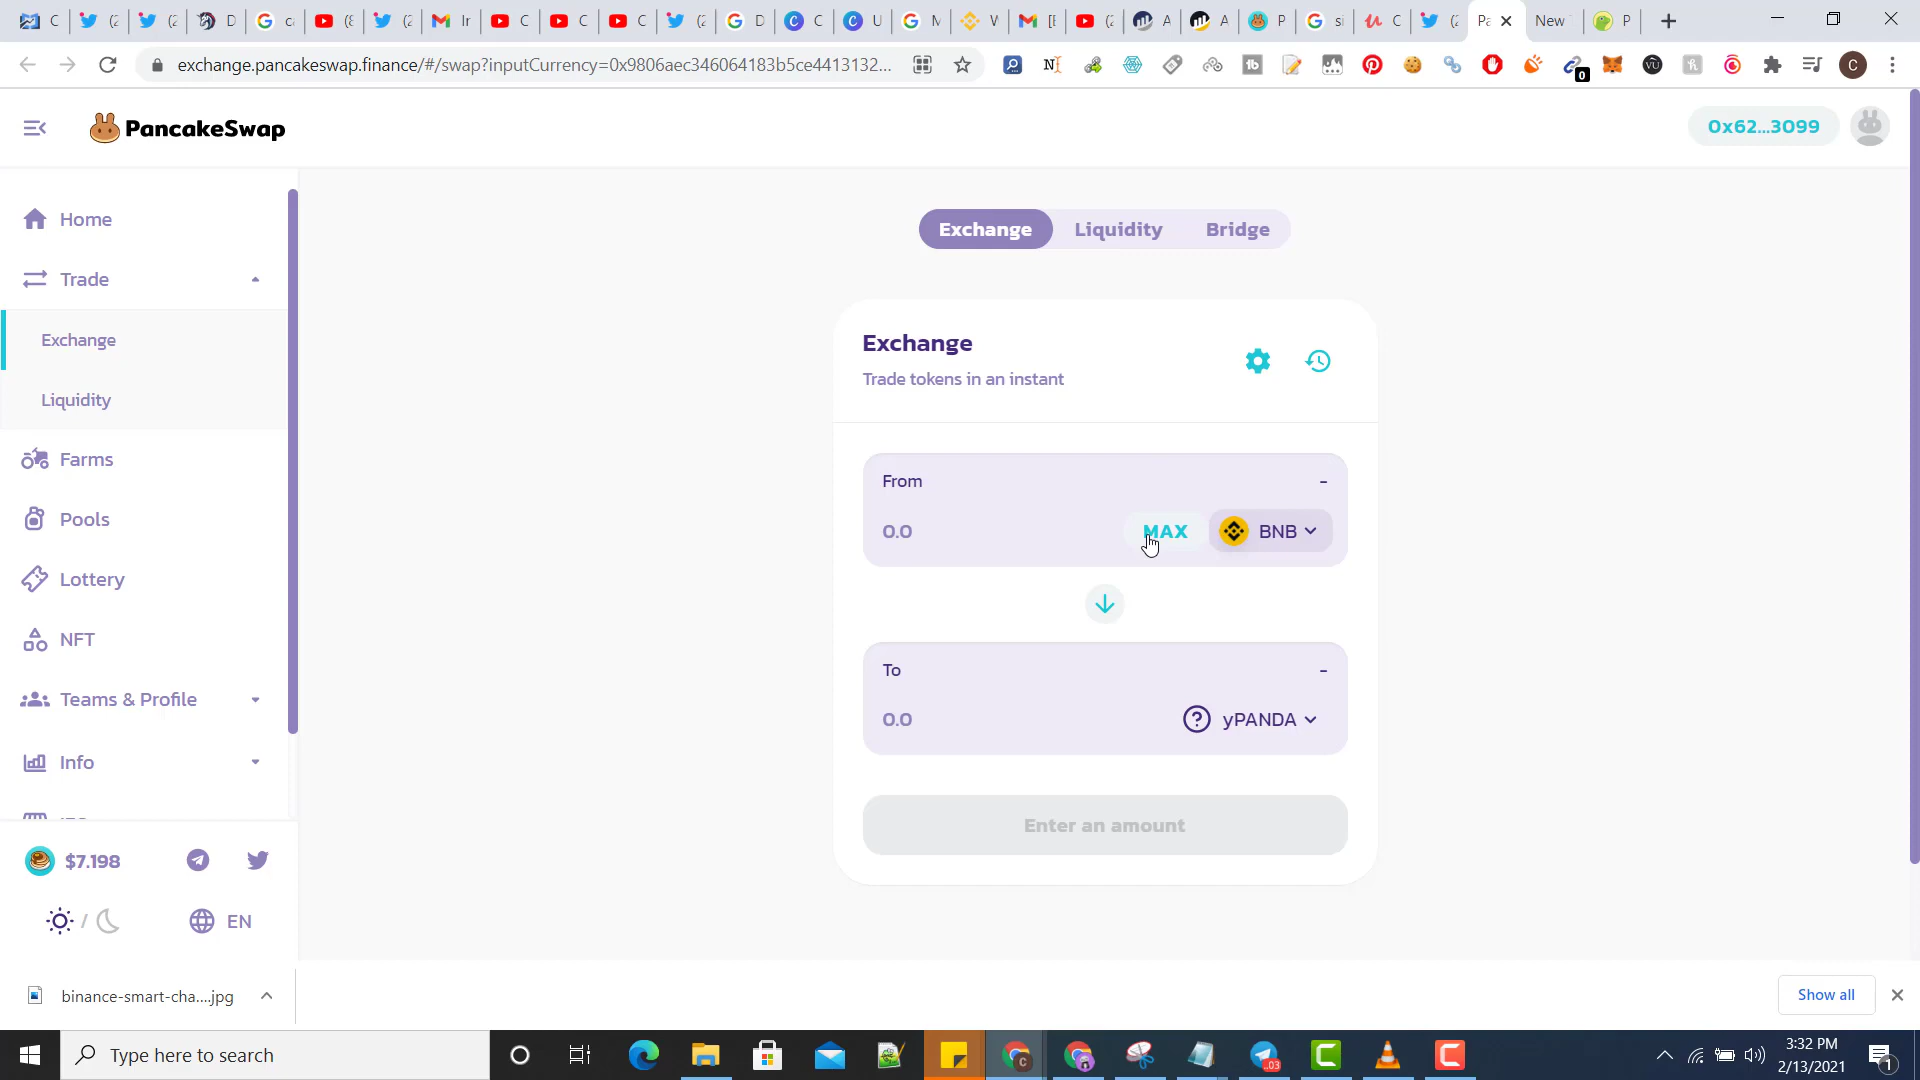 exchange.pancakeswap.finance/#/swap?inputCurrency=0x9806aec346064183b5ce4413132...
0
PancakeSwap
0x62...3099
Home
Trade
Exchange
Liquidity
Farms
Pools
Lottery
NFT
Teams & Profile
Info
$7.198
/
EN
Exchange Liquidity Bridge
Exchange
Trade tokens in an instant
From -
0.0 MAX BNB
To -
0.0 yPANDA
Enter an amount
binance-smart-cha....jpg
Show all
Type here to search
3:32 PM
2/13/2021
1